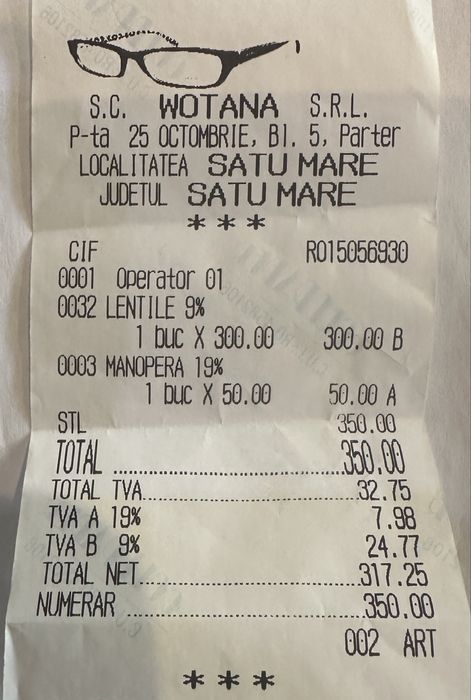 S.C. WOTANA S.R.L.
P-ta 25 OCTOMBRIE, Bl. 5, Parter
LOCALITATEA SATU MARE
JUDETUL SATU MARE
* * *
CIF RO15056930
0001 Operator 01
0032 LENTILE 9%
1 buc X 300.00 300.00 B
0003 MANOPERA 19%
1 buc X 50.00 50.00 A
STL 350.00
TOTAL ........................350.00
TOTAL TVA........................32.75
TVA A 19% 7.98
TVA B 9% 24.77
TOTAL NET........................317.25
NUMERAR ........................350.00
002 ART
* * *